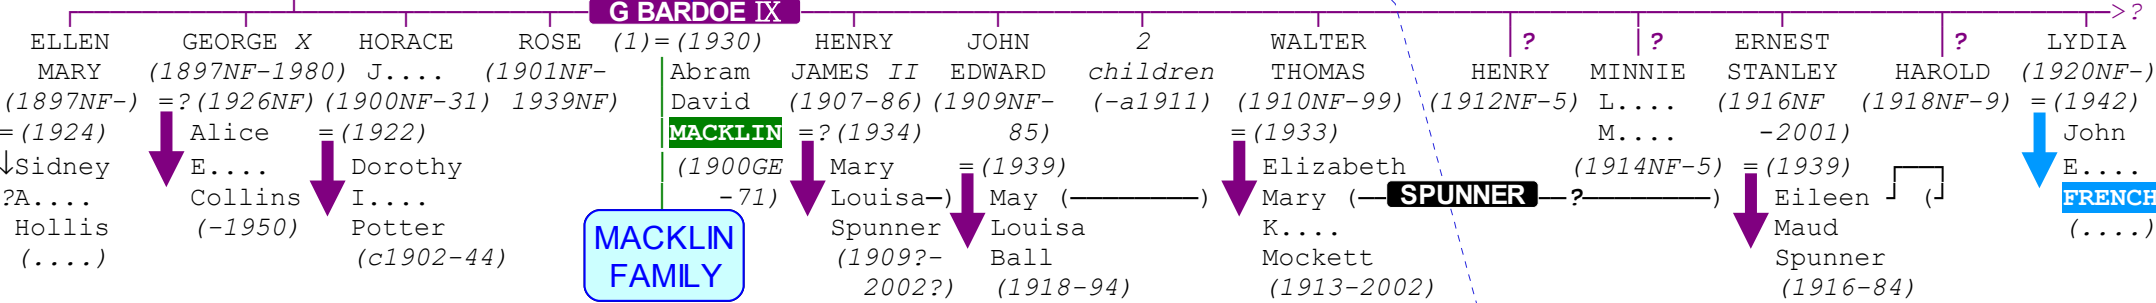 G BARDOE IX
>?
ELLEN GEORGE X HORACE ROSE (1)=(1930) HENRY JOHN 2 WALTER ? ? ERNEST ? LYDIA
MARY (1897NF-1980) J.... (1901NF- Abram JAMES II EDWARD children THOMAS HENRY MINNIE STANLEY HAROLD (1920NF-)
(1897NF-) =?(1926NF) (1900NF-31) 1939NF) David (1907-86) (1909NF- (-a1911) (1910NF-99) (1912NF-5) L.... (1916NF (1918NF-9) =(1942)
=(1924) Alice =(1922) MACKLIN =?(1934) 85) =(1933) M.... -2001) John
↓Sidney E.... Dorothy (1900GE Mary =(1939) Elizabeth (1914NF-5) =(1939) E....
?A.... Collins I.... -71) Louisa—) May (———) Mary (— SPUNNER —?———) Eileen (┘ FRENCH
Hollis (-1950) Potter MACKLIN Spunner Louisa K.... Maud (....)
(....) (c1902-44) FAMILY (1909?- Ball Mockett Spunner
2002?) (1918-94) (1913-2002) (1916-84)